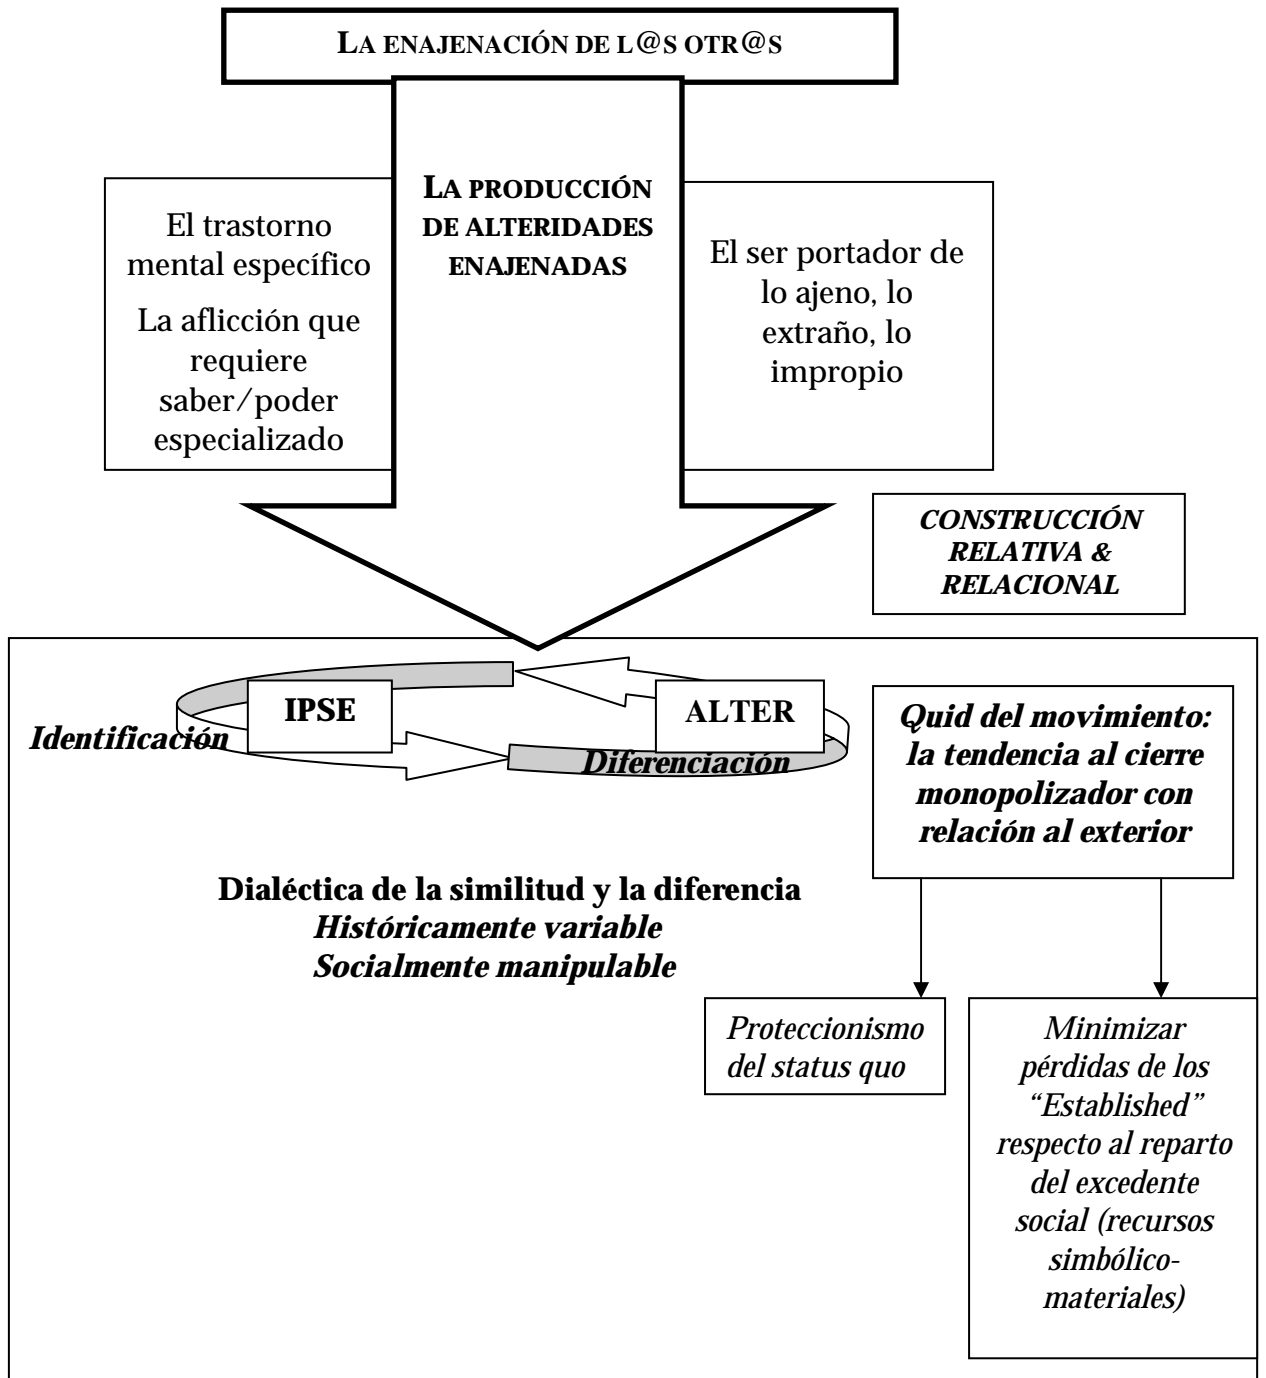 LA ENAJENACIÓN DE L@S OTR@S
LA PRODUCCIÓN
DE ALTERIDADES
ENAJENADAS
El trastorno
mental específico
La aflicción que
requiere
saber/poder
especializado
El ser portador de
lo ajeno, lo
extraño, lo
impropio
CONSTRUCCIÓN
RELATIVA &
RELACIONAL
IPSE
ALTER
Identificación
Diferenciación
Quid del movimiento:
la tendencia al cierre
monopolizador con
relación al exterior
Dialéctica de la similitud y la diferencia
Históricamente variable
Socialmente manipulable
Proteccionismo
del status quo
Minimizar
pérdidas de los
“Established”
respecto al reparto
del excedente
social (recursos
simbólico-
materiales)